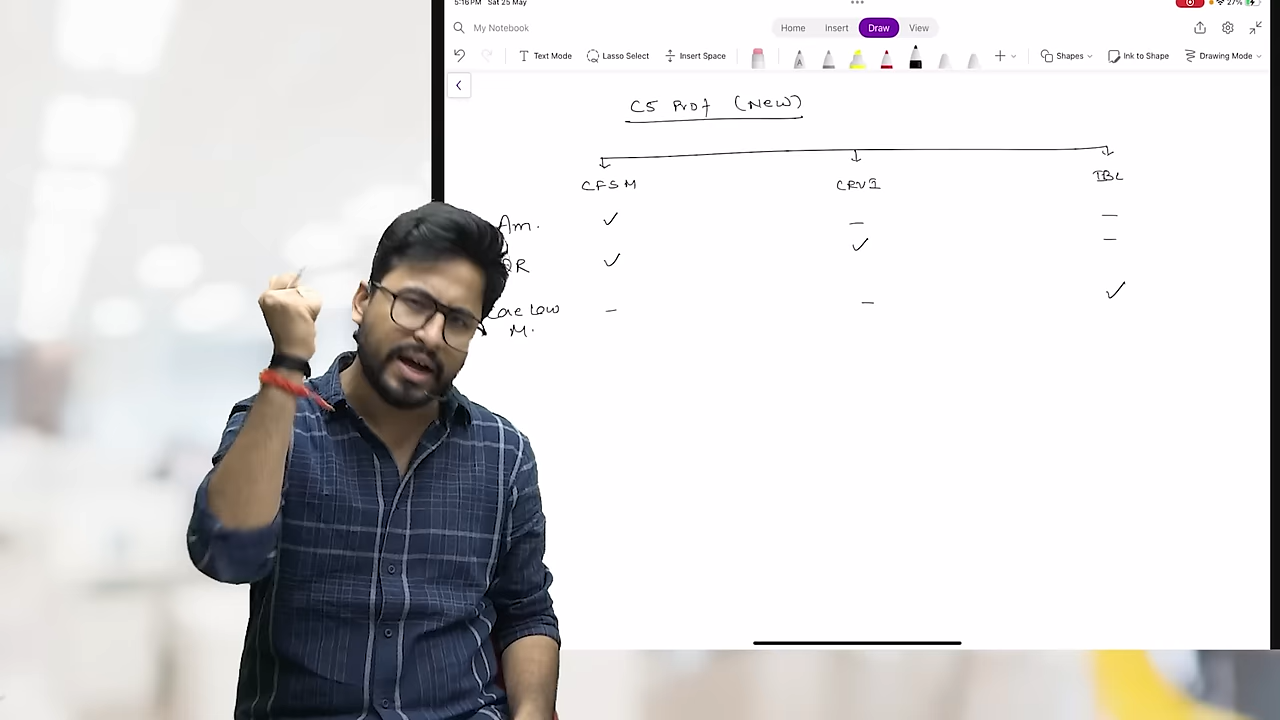 5:16 PM Sat 25 May
27%
My Notebook
Home Insert Draw View
Text Mode Lasso Select Insert Space Shapes Ink to Shape Drawing Mode
CS Prof (New)
CFSM CRVI IBL
Am. ✓ – –
QR ✓ ✓ –
Law – – ✓
M.